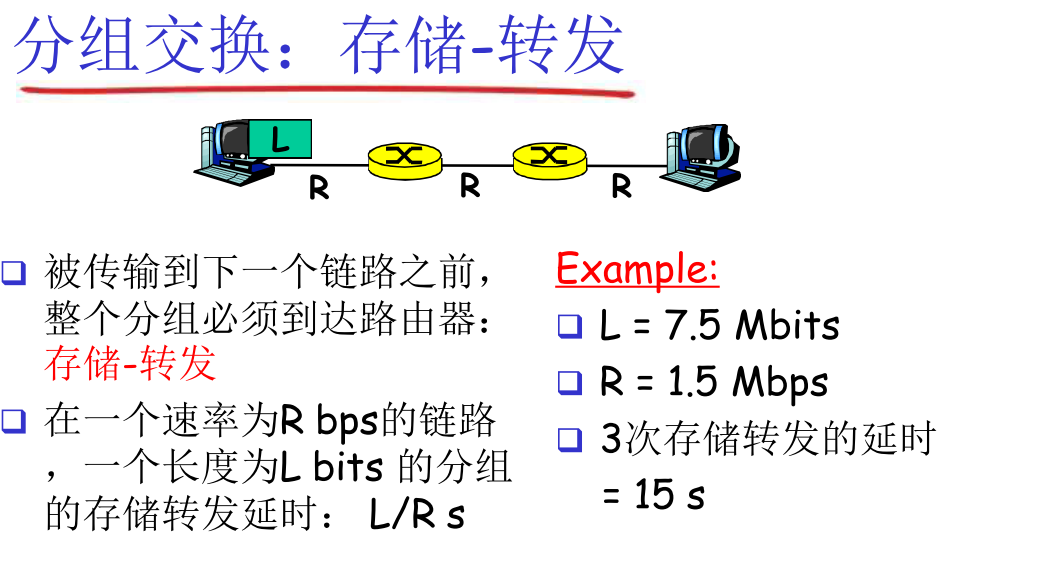 分组交换：存储-转发
L
R
R
R
被传输到下一个链路之前，
整个分组必须到达路由器：
存储-转发
在一个速率为R bps的链路
，一个长度为L bits 的分组
的存储转发延时： L/R s
Example:
L = 7.5 Mbits
R = 1.5 Mbps
3次存储转发的延时
= 15 s